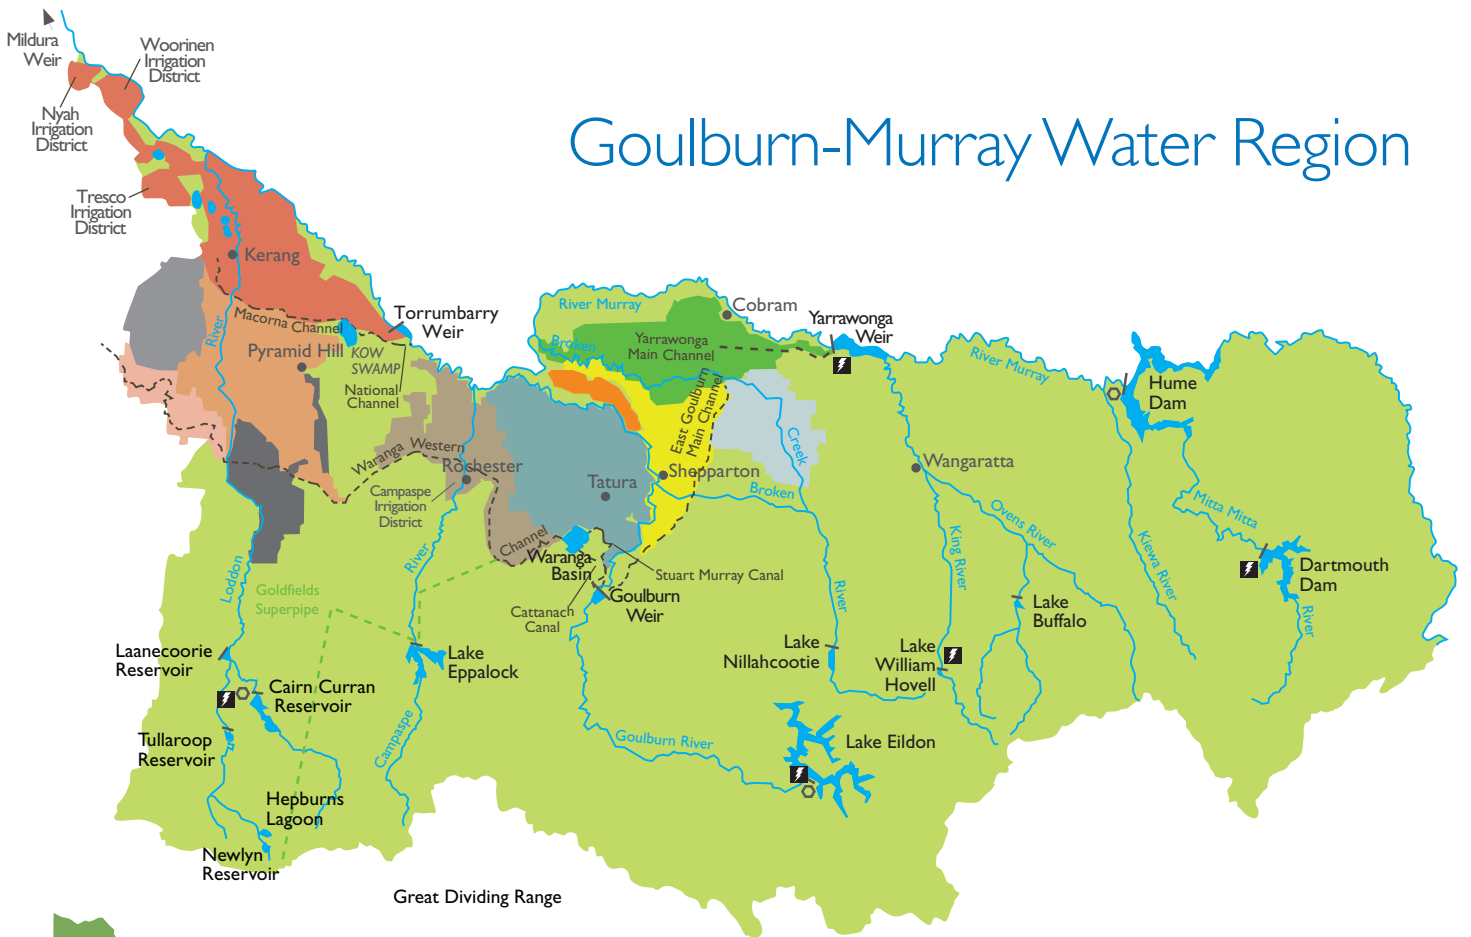 Goulburn-Murray Water Region
Mildura
Weir
Woorinen
Irrigation
District
Nyah
Irrigation
District
Tresco
Irrigation
District
Kerang
Macorna Channel
River
Pyramid Hill
KOW
SWAMP
National
Channel
Torrumbarry
Weir
River Murray
Cobram
Broken
Yarrawonga
Main Channel
Yarrawonga
Weir
River Murray
Hume
Dam
East Goulburn
Main Channel
Creek
Waranga Western
Rochester
Campaspe
Irrigation
District
Tatura
Shepparton
Broken
Wangaratta
Mitta Mitta
Ovens River
King River
Kiewa River
Channel
Waranga
Basin
Stuart Murray Canal
Cattanach
Canal
Goulburn
Weir
River
Loddon
Goldfields
Superpipe
River
Lake
Buffalo
Dartmouth
Dam
River
Laanecoorie
Reservoir
Cairn Curran
Reservoir
Lake
Eppalock
Lake
Nillahcootie
Lake
William
Hovell
Tullaroop
Reservoir
Campaspe
Goulburn River
Lake Eildon
Hepburns
Lagoon
Newlyn
Reservoir
Great Dividing Range